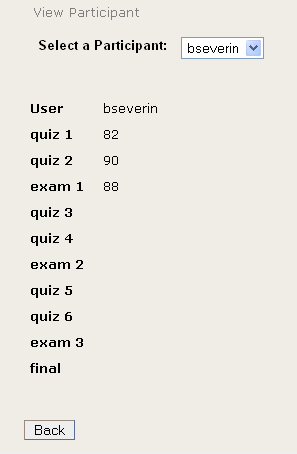 View Participant
Select a Participant: bseverin
User bseverin
quiz 1 82
quiz 2 90
exam 1 88
quiz 3
quiz 4
exam 2
quiz 5
quiz 6
exam 3
final
Back